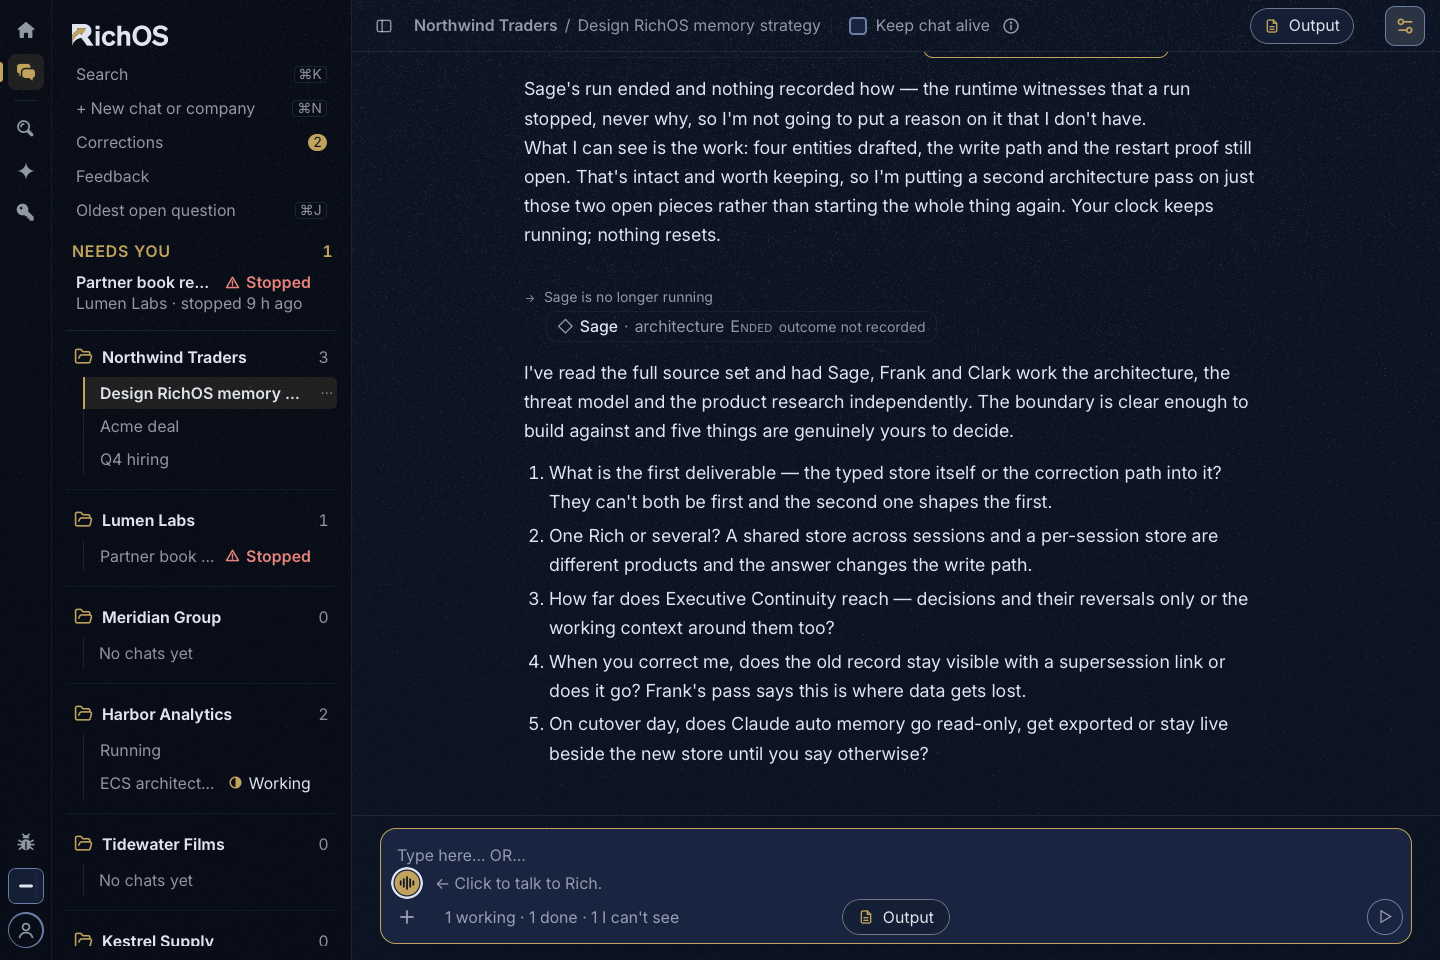 RichOS
Search ⌘K
+ New chat or company ⌘N
Corrections 2
Feedback
Oldest open question ⌘J
NEEDS YOU 1
Partner book re... Stopped
Lumen Labs · stopped 9 h ago
Northwind Traders 3
Design RichOS memory ... ...
Acme deal
Q4 hiring
Lumen Labs 1
Partner book ... Stopped
Meridian Group 0
No chats yet
Harbor Analytics 2
Running
ECS architect... Working
Tidewater Films 0
No chats yet
Kestrel Supply 0
Northwind Traders / Design RichOS memory strategy
Keep chat alive
Output
Sage's run ended and nothing recorded how — the runtime witnesses that a run
stopped, never why, so I'm not going to put a reason on it that I don't have.
What I can see is the work: four entities drafted, the write path and the restart proof still
open. That's intact and worth keeping, so I'm putting a second architecture pass on just
those two open pieces rather than starting the whole thing again. Your clock keeps
running; nothing resets.
→ Sage is no longer running
◇ Sage · architecture Ended outcome not recorded
I've read the full source set and had Sage, Frank and Clark work the architecture, the
threat model and the product research independently. The boundary is clear enough to
build against and five things are genuinely yours to decide.
1. What is the first deliverable — the typed store itself or the correction path into it?
They can't both be first and the second one shapes the first.
2. One Rich or several? A shared store across sessions and a per-session store are
different products and the answer changes the write path.
3. How far does Executive Continuity reach — decisions and their reversals only or the
working context around them too?
4. When you correct me, does the old record stay visible with a supersession link or
does it go? Frank's pass says this is where data gets lost.
5. On cutover day, does Claude auto memory go read-only, get exported or stay live
beside the new store until you say otherwise?
Type here... OR...
← Click to talk to Rich.
1 working · 1 done · 1 I can't see
Output